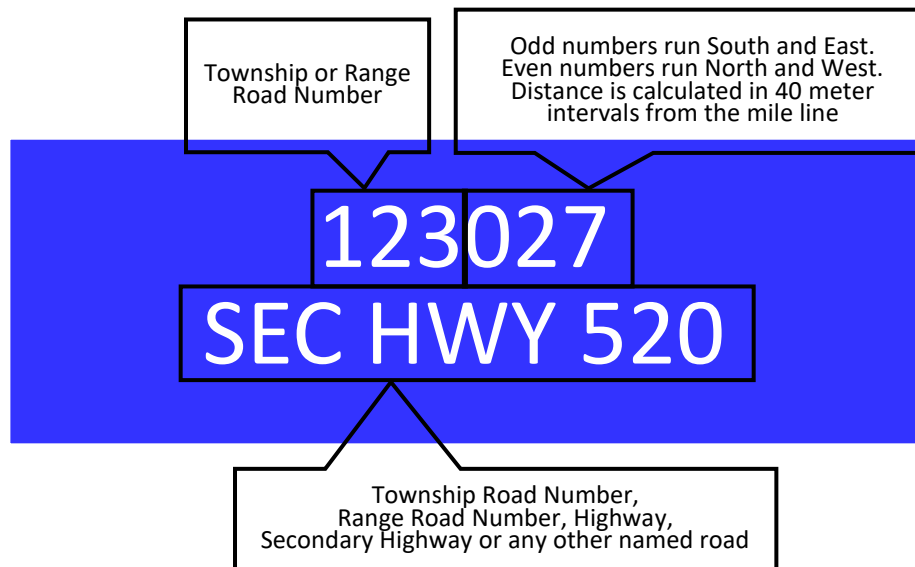 Township or Range
Road Number
Odd numbers run South and East.
Even numbers run North and West.
Distance is calculated in 40 meter
intervals from the mile line
123027
SEC HWY 520
Township Road Number,
Range Road Number, Highway,
Secondary Highway or any other named road